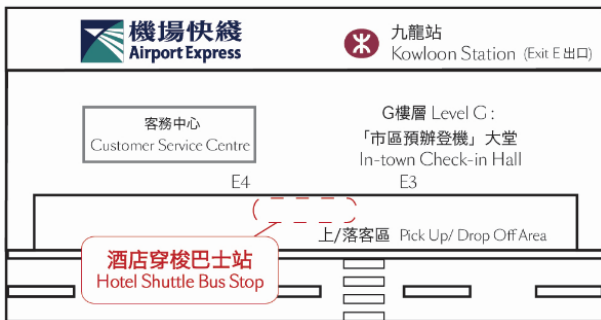 機場快綫
Airport Express
九龍站
Kowloon Station (Exit E 出口)
客務中心
Customer Service Centre
G樓層 Level G :
「市區預辦登機」大堂
In-town Check-in Hall
E4
E3
上/落客區 Pick Up/ Drop Off Area
酒店穿梭巴士站
Hotel Shuttle Bus Stop